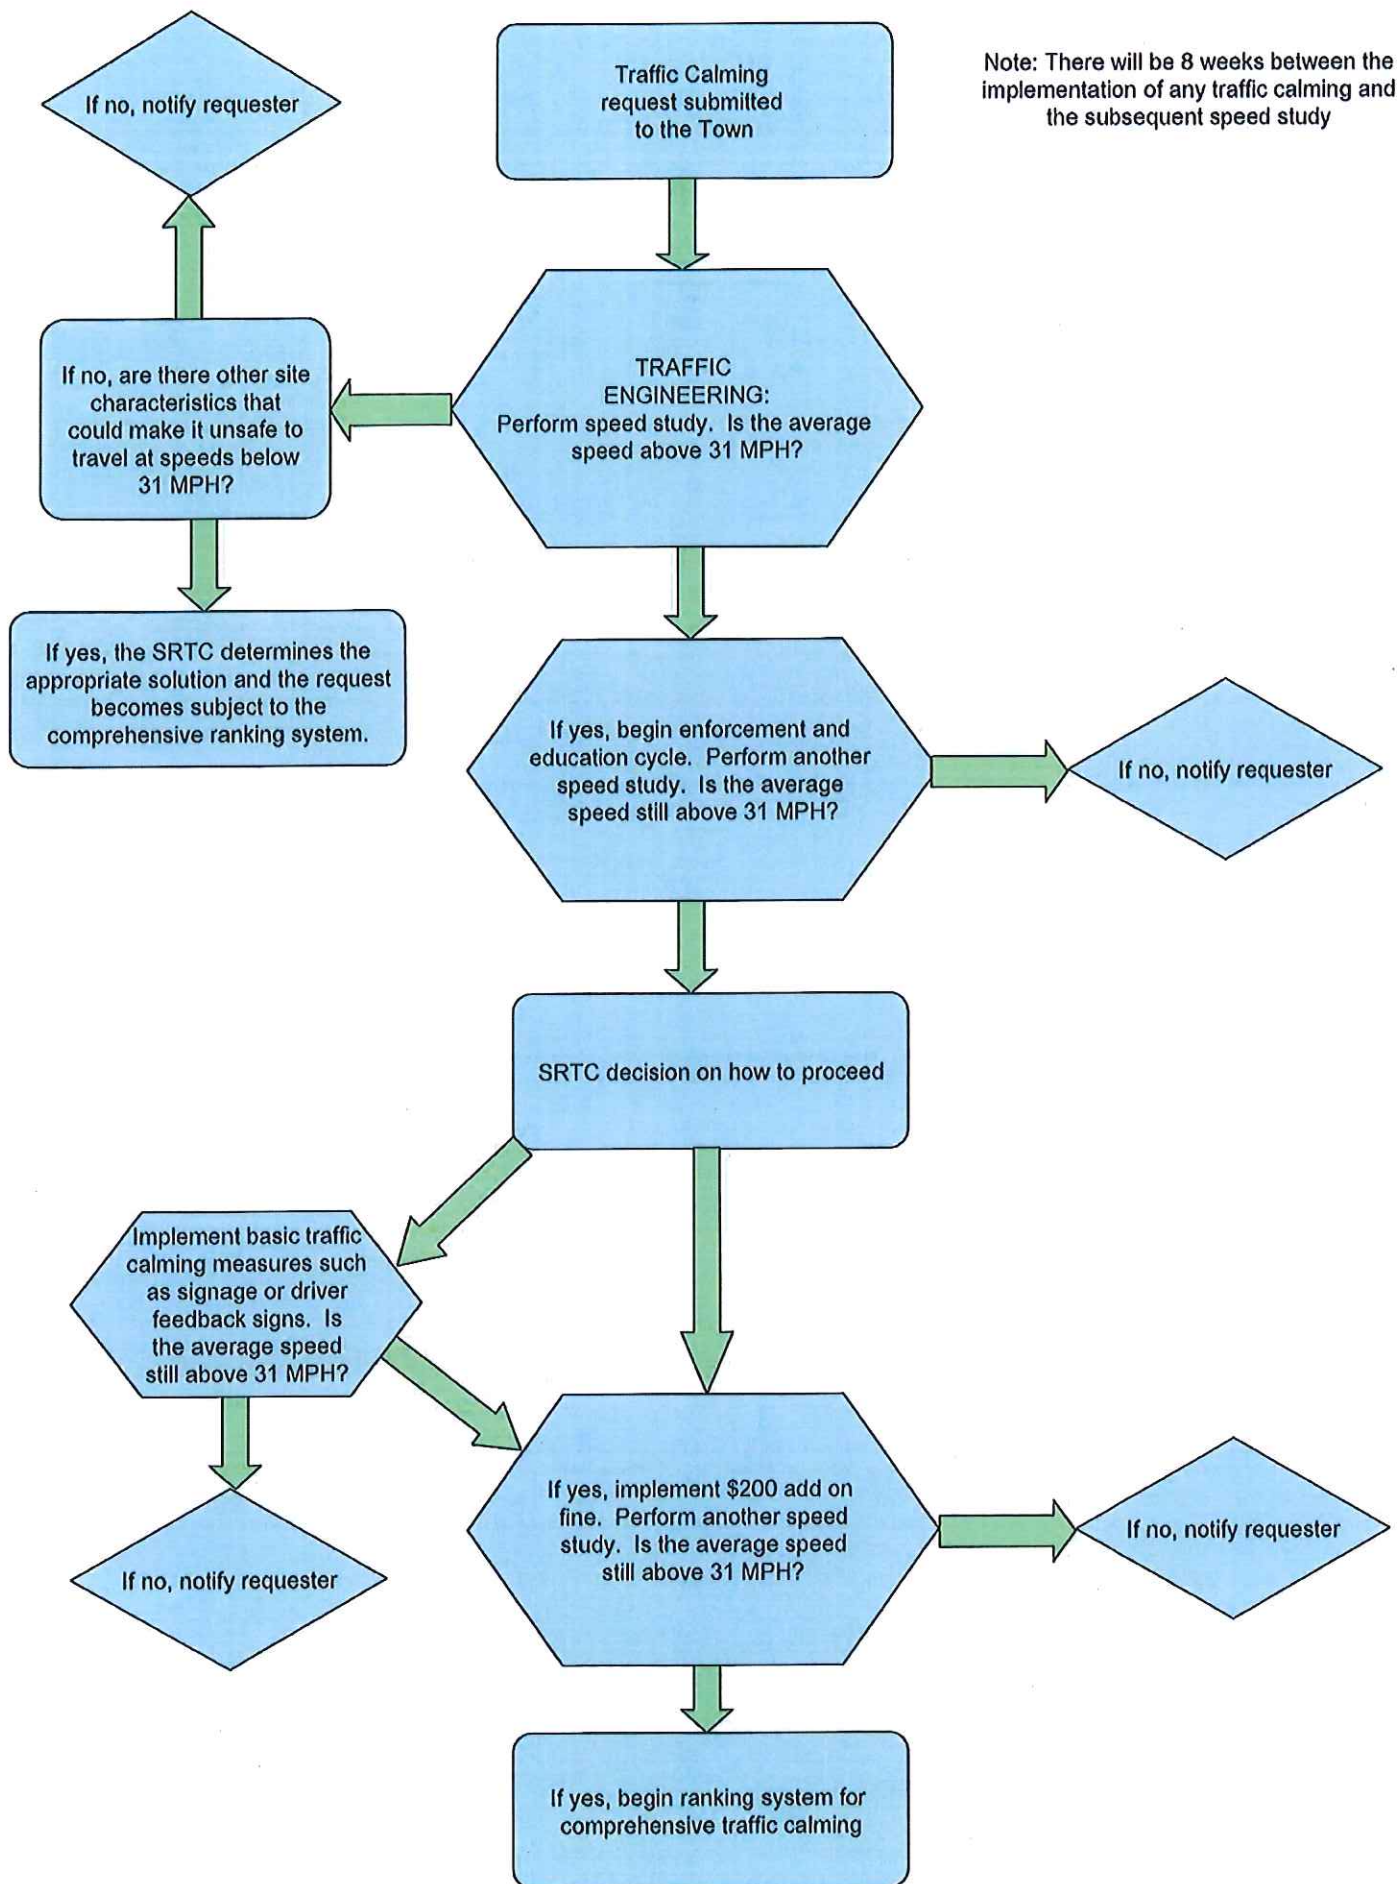 Traffic Calming
request submitted
to the Town
Note: There will be 8 weeks between the
implementation of any traffic calming and
the subsequent speed study
If no, notify requester
TRAFFIC
ENGINEERING:
Perform speed study. Is the average
speed above 31 MPH?
If no, are there other site
characteristics that
could make it unsafe to
travel at speeds below
31 MPH?
If yes, the SRTC determines the
appropriate solution and the request
becomes subject to the
comprehensive ranking system.
If yes, begin enforcement and
education cycle. Perform another
speed study. Is the average
speed still above 31 MPH?
If no, notify requester
SRTC decision on how to proceed
Implement basic traffic
calming measures such
as signage or driver
feedback signs. Is
the average speed
still above 31 MPH?
If no, notify requester
If yes, implement $200 add on
fine. Perform another speed
study. Is the average speed
still above 31 MPH?
If no, notify requester
If yes, begin ranking system for
comprehensive traffic calming